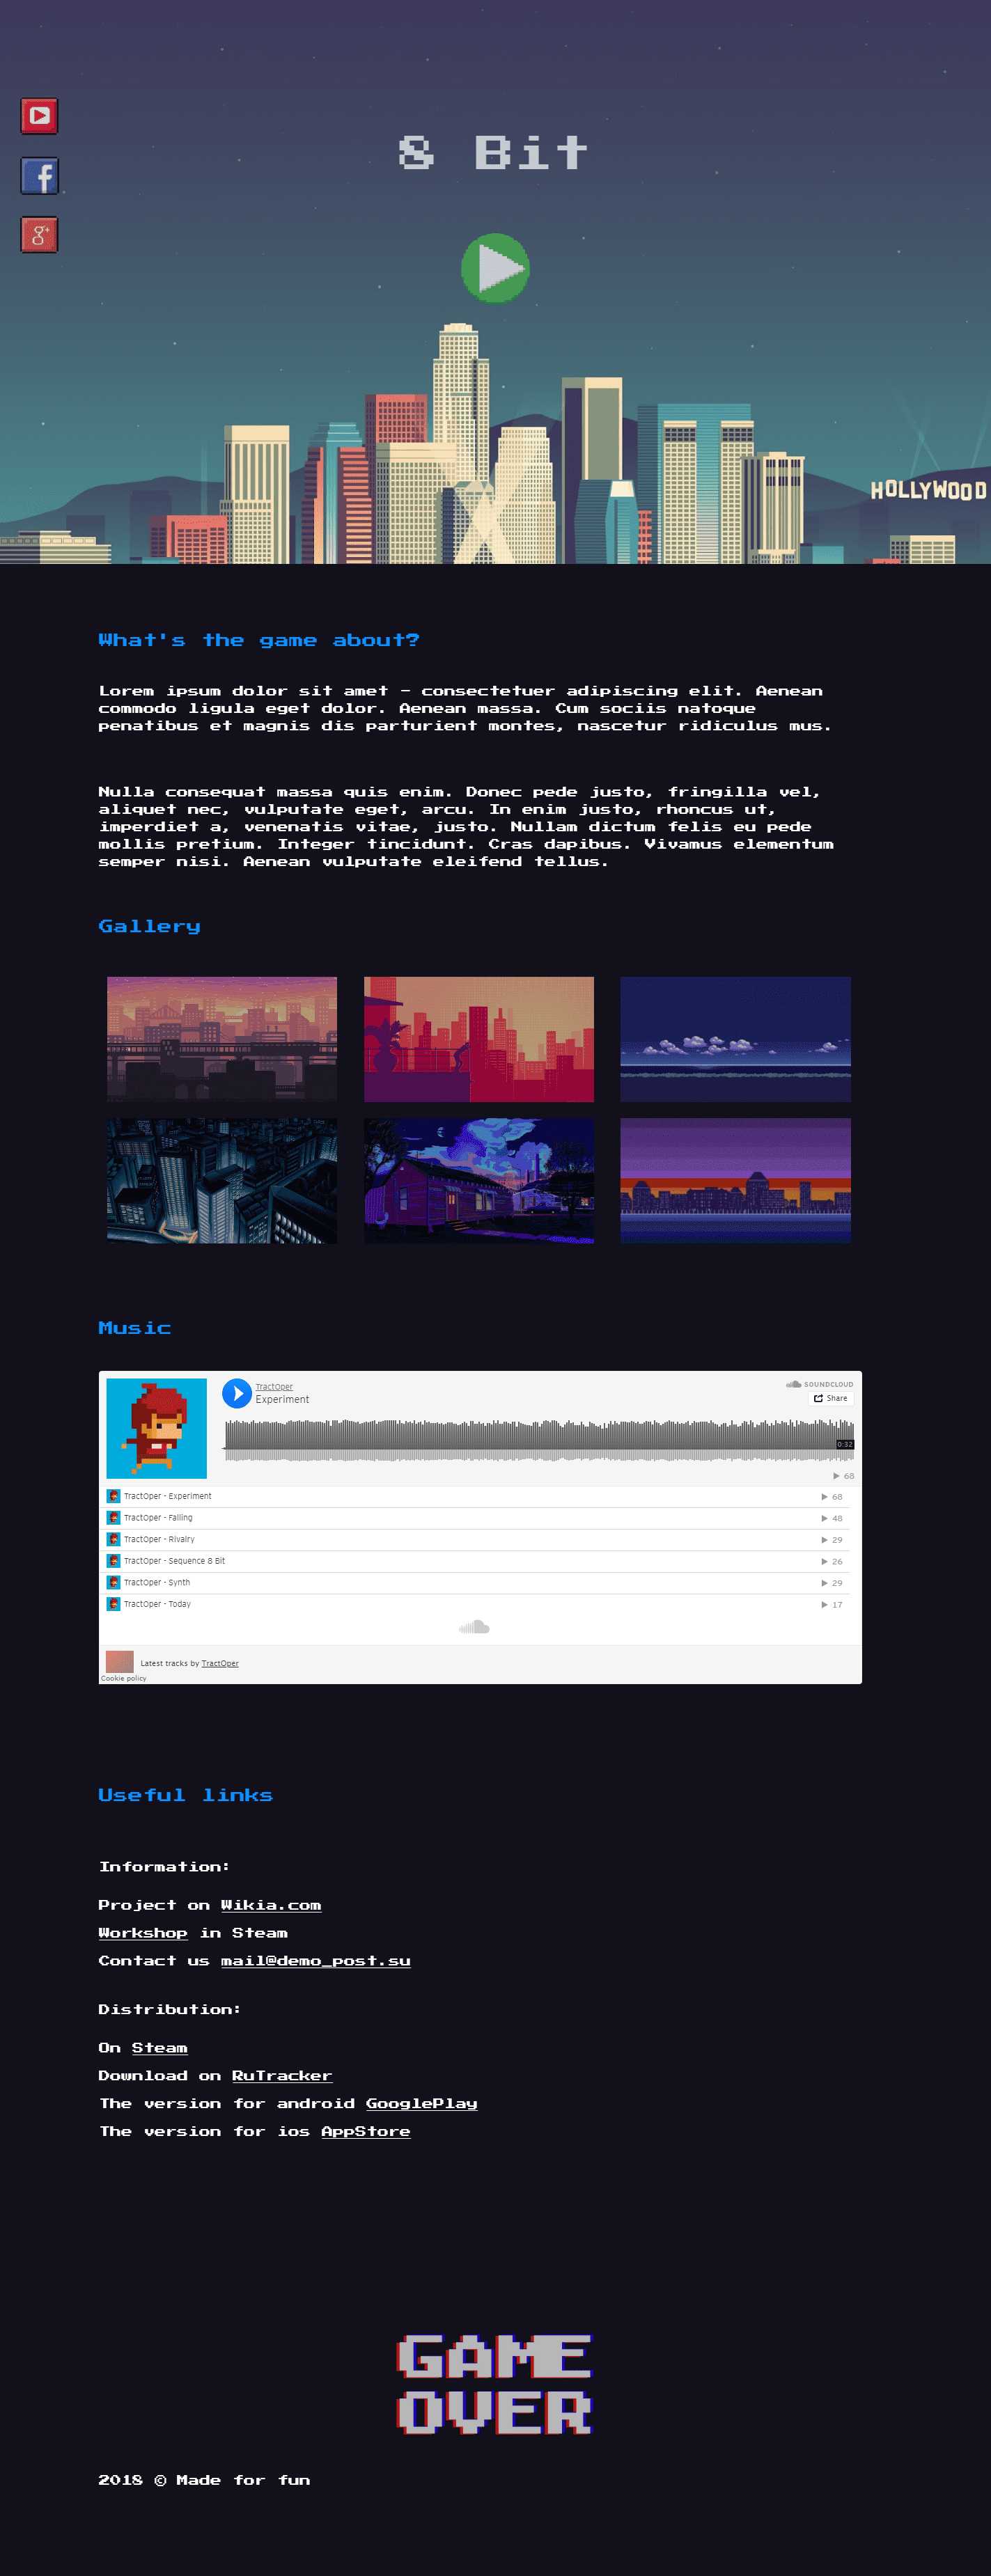 8 Bit
HOLLYWOOD
What's the game about?
Lorem ipsum dolor sit amet - consectetuer adipiscing elit. Aenean
commodo ligula eget dolor. Aenean massa. Cum sociis natoque
penatibus et magnis dis parturient montes, nascetur ridiculus mus.
Nulla consequat massa quis enim. Donec pede justo, fringilla vel,
aliquet nec, vulputate eget, arcu. In enim justo, rhoncus ut,
imperdiet a, venenatis vitae, justo. Nullam dictum felis eu pede
mollis pretium. Integer tincidunt. Cras dapibus. Vivamus elementum
semper nisi. Aenean vulputate eleifend tellus.
Gallery
Music
TractOper
Experiment
SOUNDCLOUD
Share
0:32
68
TractOper - Experiment 68
TractOper - Falling 48
TractOper - Rivalry 29
TractOper - Sequence 8 Bit 26
TractOper - Synth 29
TractOper - Today 17
Latest tracks by TractOper
Cookie policy
Useful links
Information:
Project on Wikia.com
Workshop in Steam
Contact us mail@demo_post.su
Distribution:
On Steam
Download on RuTracker
The version for android GooglePlay
The version for ios AppStore
GAME
OVER
2018 © Made for fun